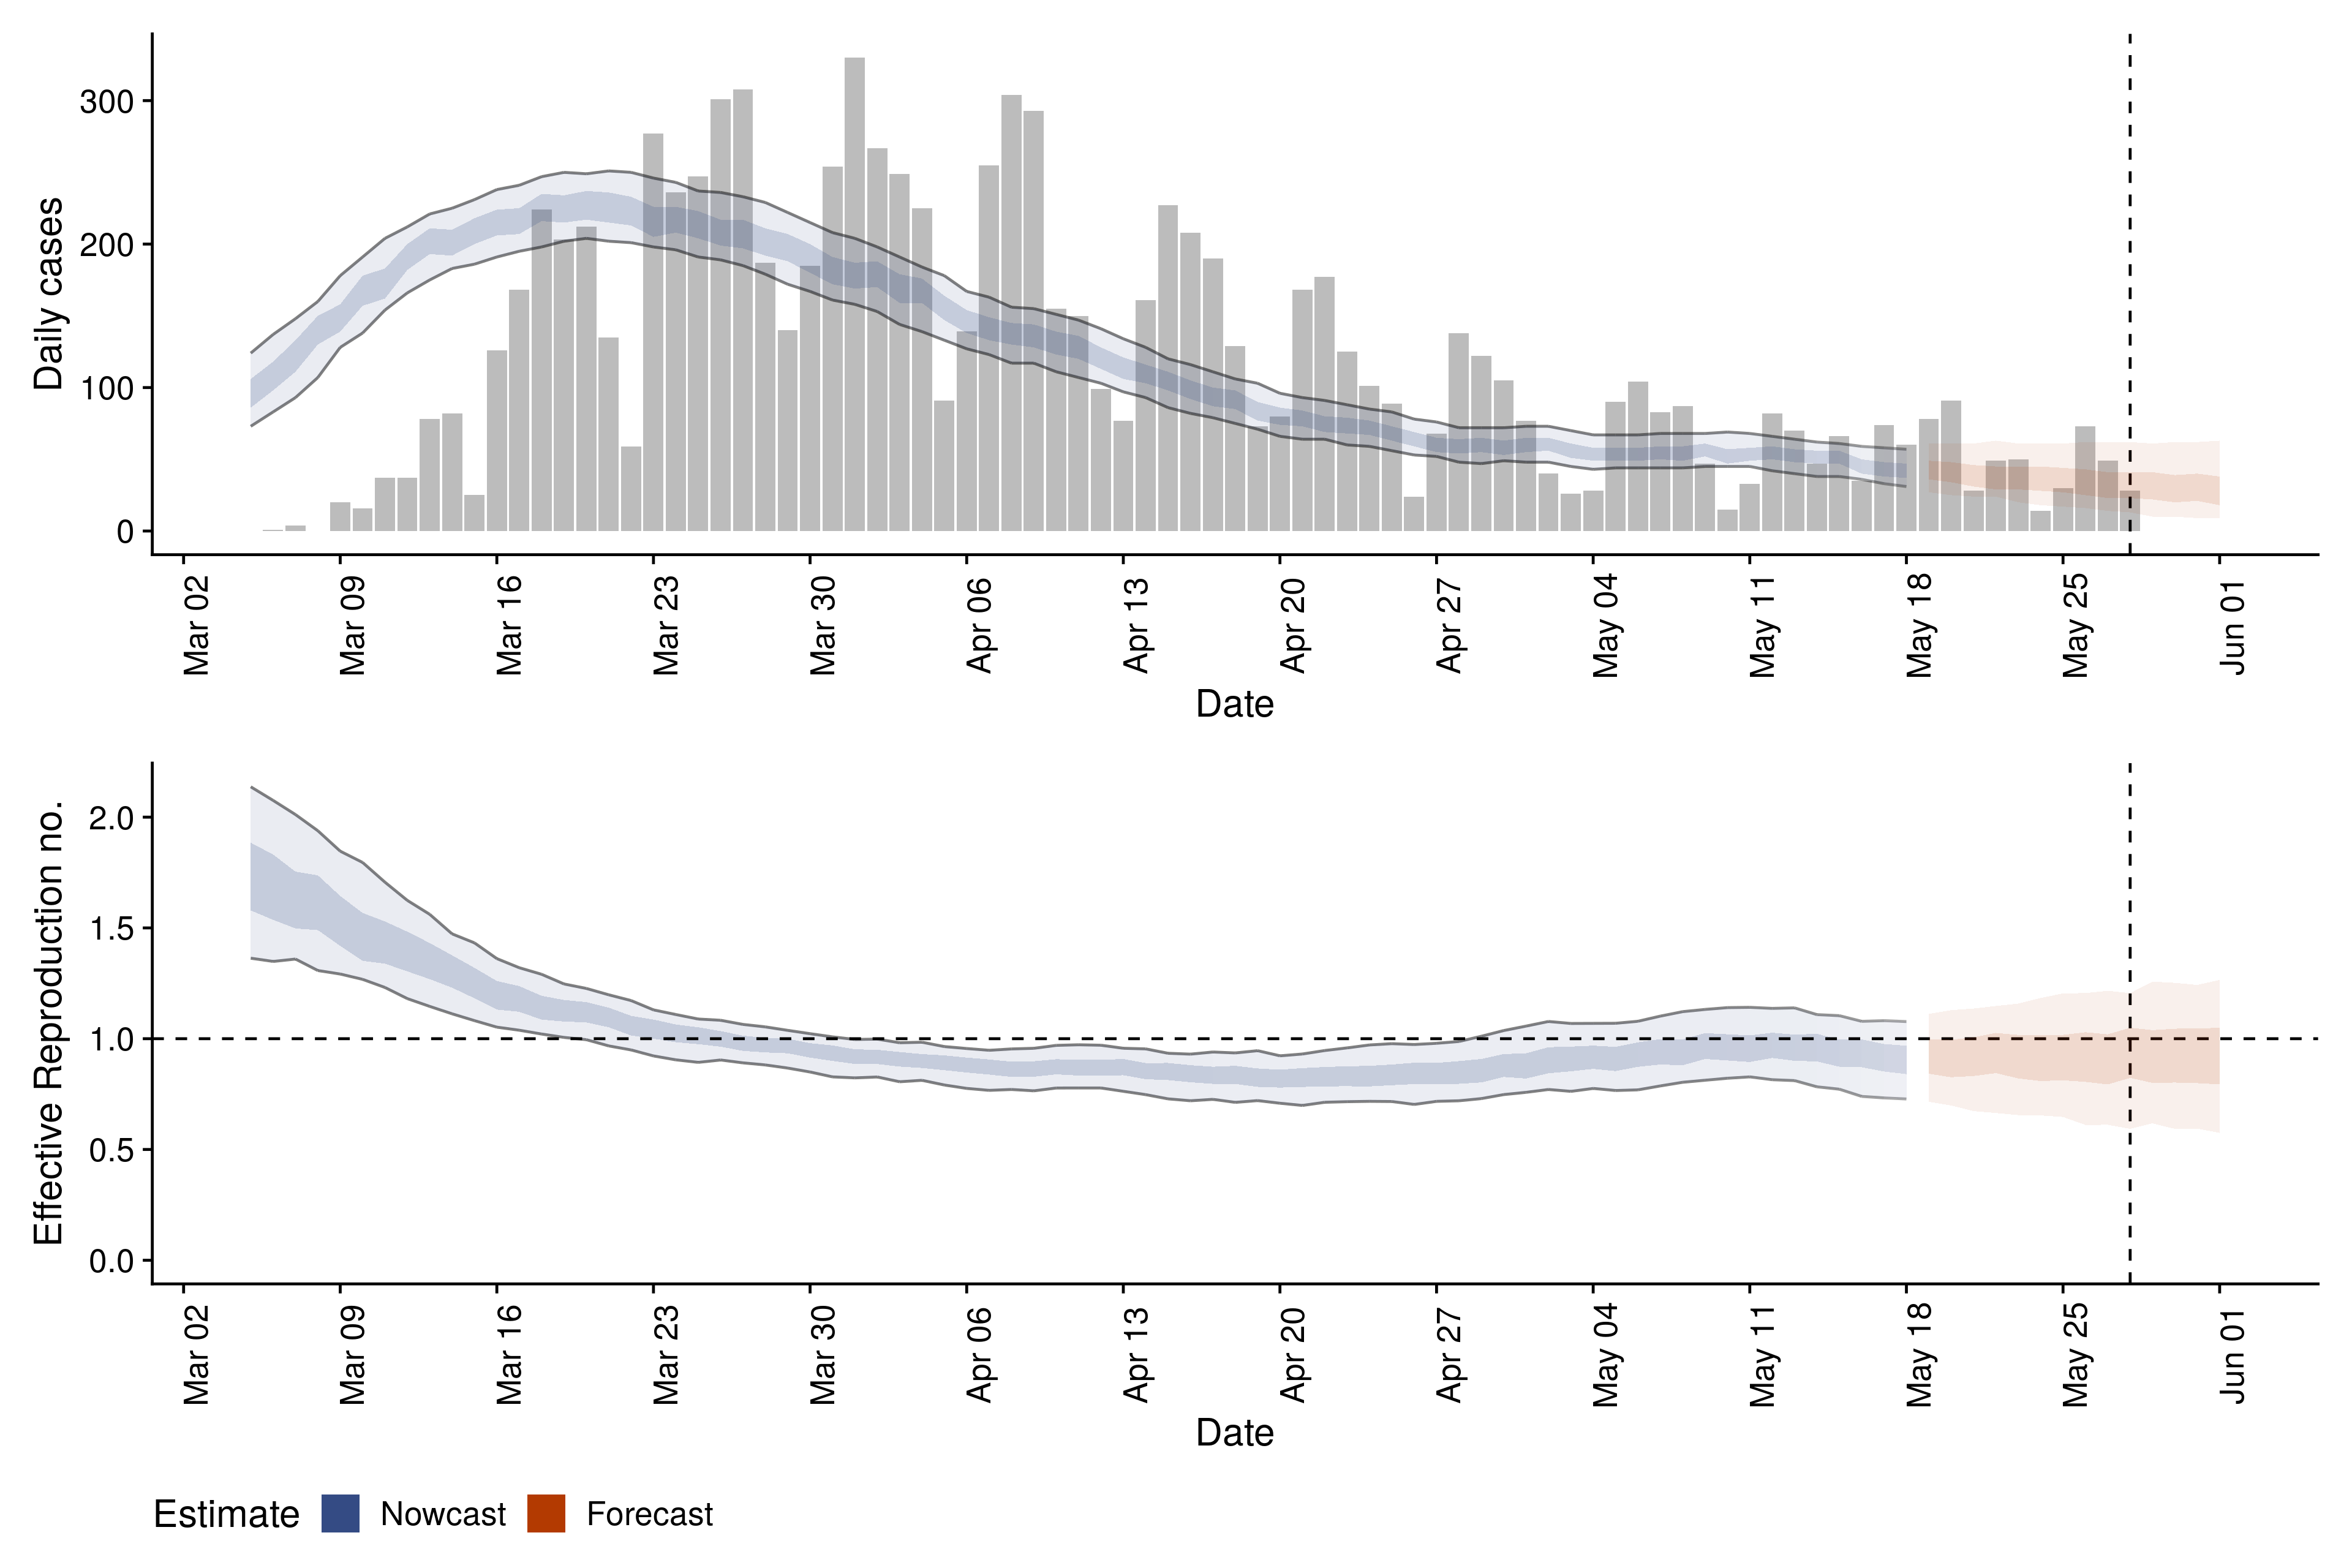 Daily cases
300
200
100
0
Mar 02
Mar 09
Mar 16
Mar 23
Mar 30
Apr 06
Apr 13
Apr 20
Apr 27
May 04
May 11
May 18
May 25
Jun 01
Date
Effective Reproduction no.
2.0
1.5
1.0
0.5
0.0
Mar 02
Mar 09
Mar 16
Mar 23
Mar 30
Apr 06
Apr 13
Apr 20
Apr 27
May 04
May 11
May 18
May 25
Jun 01
Date
Estimate Nowcast Forecast